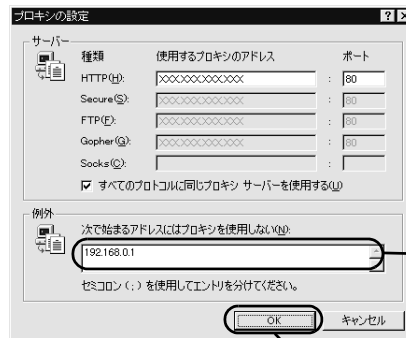 プロキシの設定
サーバー
種類 使用するプロキシのアドレス ポート
HTTP(H): XXX.XXX.XXX.XXX : 80
Secure(S): XXX.XXX.XXX.XXX : 80
FTP(F): XXX.XXX.XXX.XXX : 80
Gopher(G): XXX.XXX.XXX.XXX : 80
Socks(C): :
すべてのプロトコルに同じプロキシ サーバーを使用する(U)
例外
次で始まるアドレスにはプロキシを使用しない(N):
192.168.0.1
セミコロン ( ; ) を使用してエントリを分けてください。
OK キャンセル